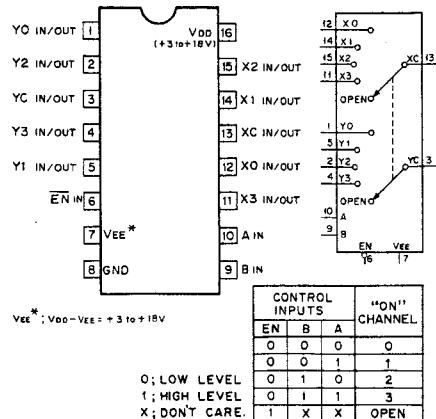 Y0 IN/OUT 1
Y2 IN/OUT 2
YC IN/OUT 3
Y3 IN/OUT 4
Y1 IN/OUT 5
EN IN 6
7 VEE*
8 GND
VDD 16
(+3 to +18V)
15 X2 IN/OUT
14 X1 IN/OUT
13 XC IN/OUT
12 X0 IN/OUT
11 X3 IN/OUT
10 A IN
9 B IN
12 X0
14 X1
15 X2 XC 13
11 X3
OPEN
1 Y0
5 Y1
2 Y2 YC 3
4 Y3
OPEN
10 A
9 B
EN VEE
6 7
VEE*; VDD-VEE = +3 to +18V
CONTROL INPUTS "ON" CHANNEL
EN B A
0 0 0 0
0 0 1 1
0 1 0 2
0 1 1 3
1 X X OPEN
0; LOW LEVEL
1; HIGH LEVEL
X; DON'T CARE.